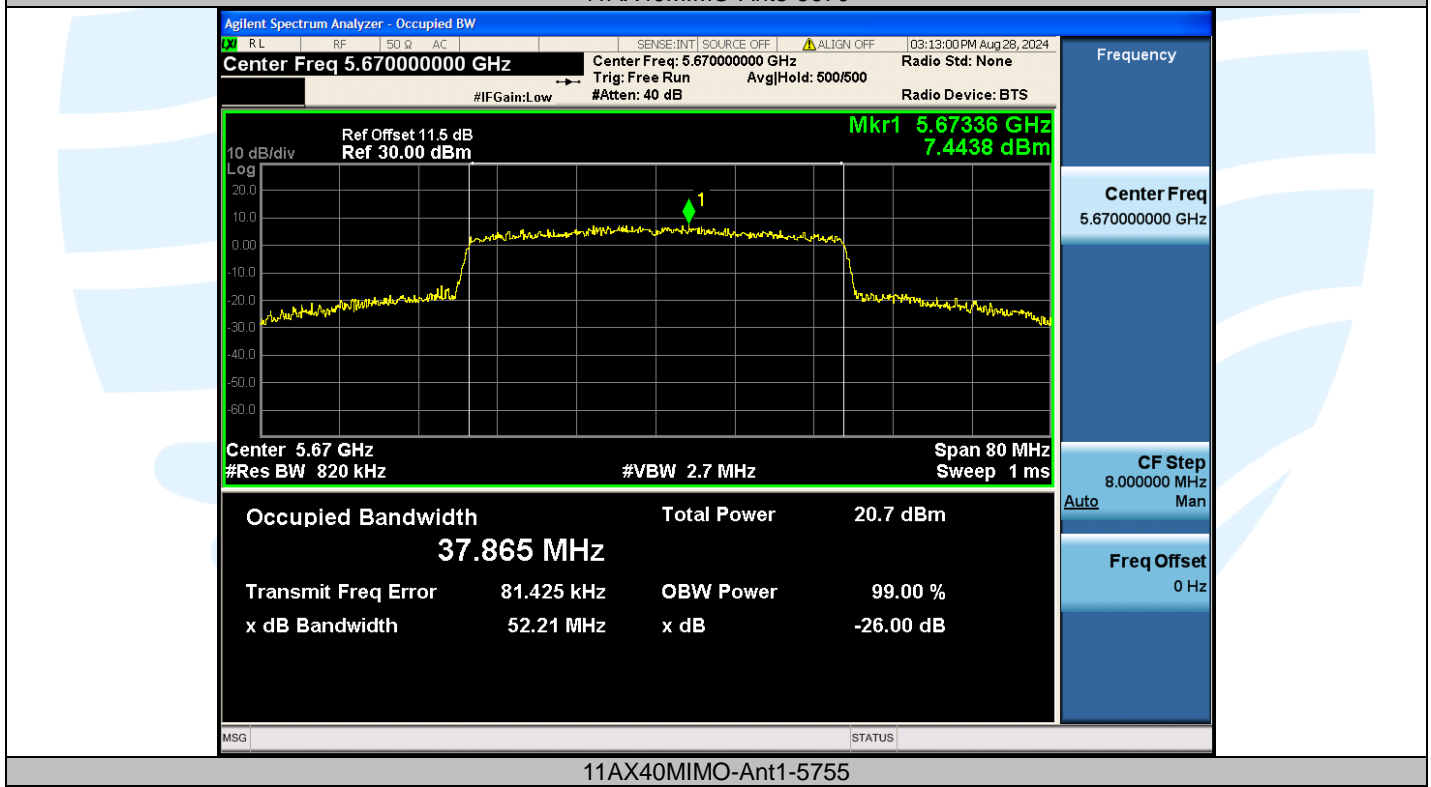 Agilent Spectrum Analyzer - Occupied BW
LXI RL RF 50 Ω AC SENSE:INT SOURCE OFF ALIGN OFF 03:13:00 PM Aug 28, 2024
Center Freq 5.670000000 GHz
Center Freq: 5.670000000 GHz Radio Std: None
Trig: Free Run Avg|Hold: 500/500
#IFGain:Low #Atten: 40 dB Radio Device: BTS
Mkr1 5.67336 GHz
7.4438 dBm
Ref Offset 11.5 dB
10 dB/div Ref 30.00 dBm
Log
20.0
1
10.0
0.00
-10.0
-20.0
-30.0
-40.0
-50.0
-60.0
Center 5.67 GHz Span 80 MHz
#Res BW 820 kHz #VBW 2.7 MHz Sweep 1 ms
Occupied Bandwidth Total Power 20.7 dBm
37.865 MHz
Transmit Freq Error 81.425 kHz OBW Power 99.00 %
x dB Bandwidth 52.21 MHz x dB -26.00 dB
MSG STATUS
Frequency
Center Freq
5.670000000 GHz
CF Step
8.000000 MHz
Auto Man
Freq Offset
0 Hz
11AX40MIMO-Ant1-5755